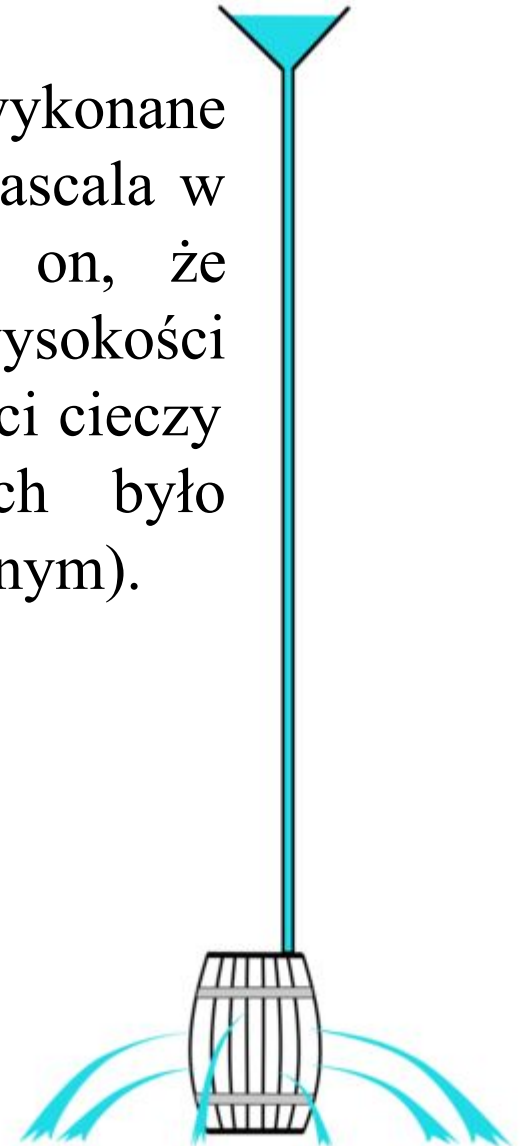 ykonane
ascala w
on, że
ysokości
ci cieczy
ch było
nym).